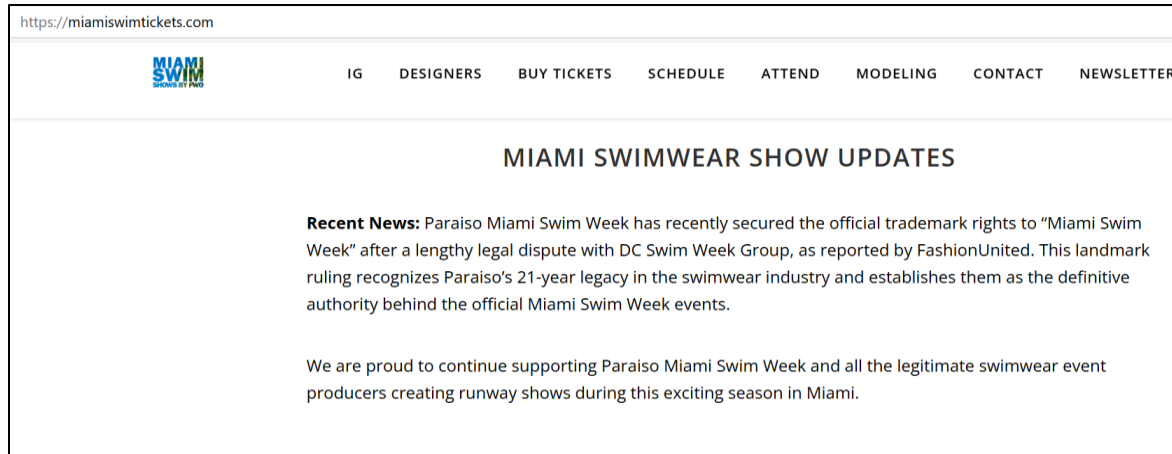 https://miamiswimtickets.com
MIAMI
SWIM
SHOWS BY PWO
IG DESIGNERS BUY TICKETS SCHEDULE ATTEND MODELING CONTACT NEWSLETTER
MIAMI SWIMWEAR SHOW UPDATES
Recent News: Paraiso Miami Swim Week has recently secured the official trademark rights to “Miami Swim
Week” after a lengthy legal dispute with DC Swim Week Group, as reported by FashionUnited. This landmark
ruling recognizes Paraiso’s 21-year legacy in the swimwear industry and establishes them as the definitive
authority behind the official Miami Swim Week events.
We are proud to continue supporting Paraiso Miami Swim Week and all the legitimate swimwear event
producers creating runway shows during this exciting season in Miami.